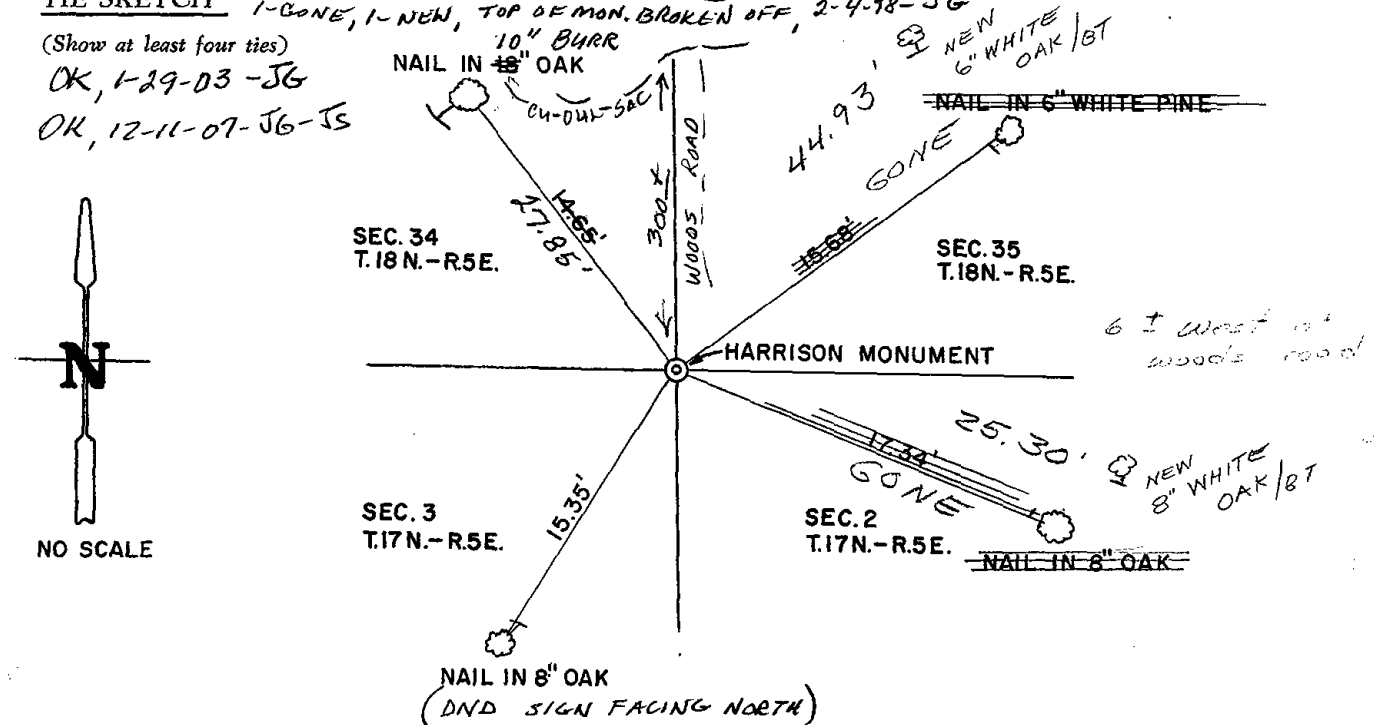 TIE SKETCH 1-GONE, 1-NEW, TOP OF MON. BROKEN OFF, 2-4-98-JG
(Show at least four ties)
OK, 1-29-03 -JG
OK, 12-11-07-JG-JS
10" BURR
NAIL IN 18" OAK
CU-DUL-SAC
300 ±
WOODS ROAD
44.93'
NEW
6" WHITE
OAK/BT
NAIL IN 6" WHITE PINE
GONE
15.68'
14.65'
27.85'
SEC. 34
T.18 N.-R.5E.
SEC. 35
T.18N.-R.5E.
N
NO SCALE
HARRISON MONUMENT
6 ± west of
woods road
17.34'
GONE
25.30'
NEW
8" WHITE
OAK/BT
SEC. 3
T.17N.-R.5E.
15.35'
SEC. 2
T.17N.-R.5E.
NAIL IN 8" OAK
NAIL IN 8" OAK
(DND SIGN FACING NORTH)